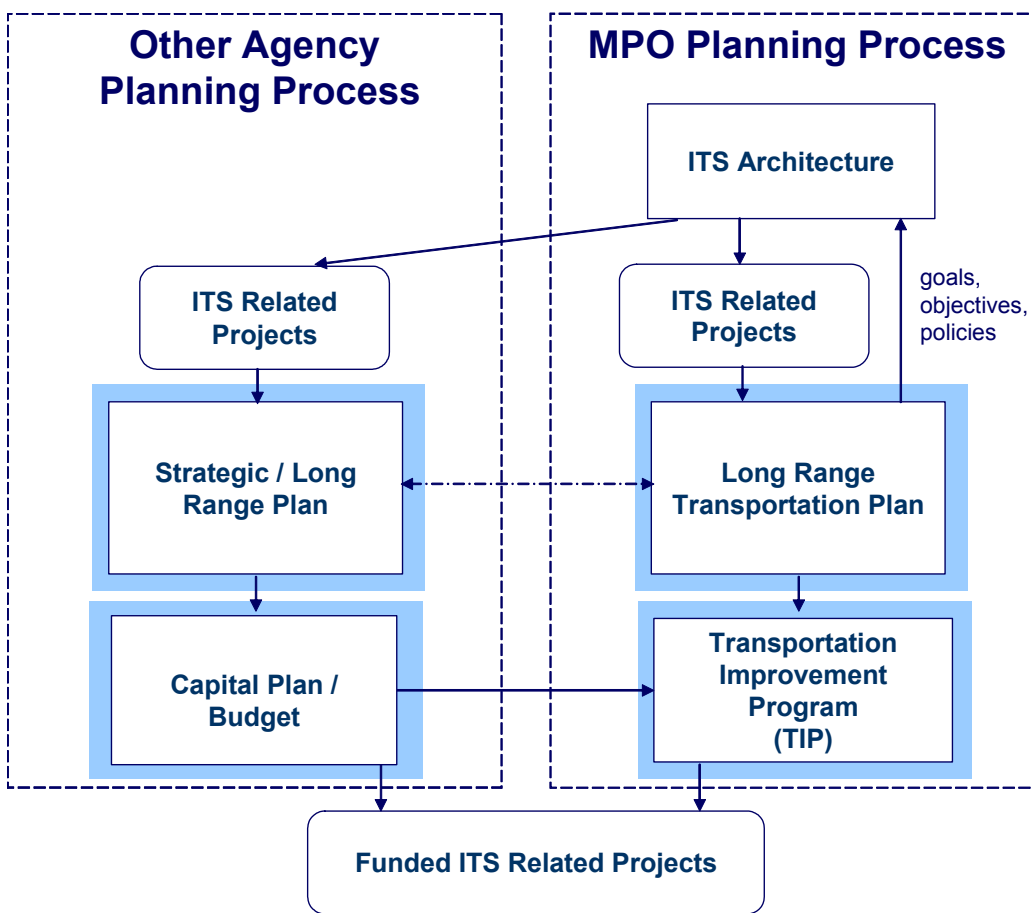 Other Agency
Planning Process
MPO Planning Process
ITS Architecture
ITS Related
Projects
ITS Related
Projects
goals,
objectives,
policies
Strategic / Long
Range Plan
Long Range
Transportation Plan
Capital Plan /
Budget
Transportation
Improvement
Program
(TIP)
Funded ITS Related Projects